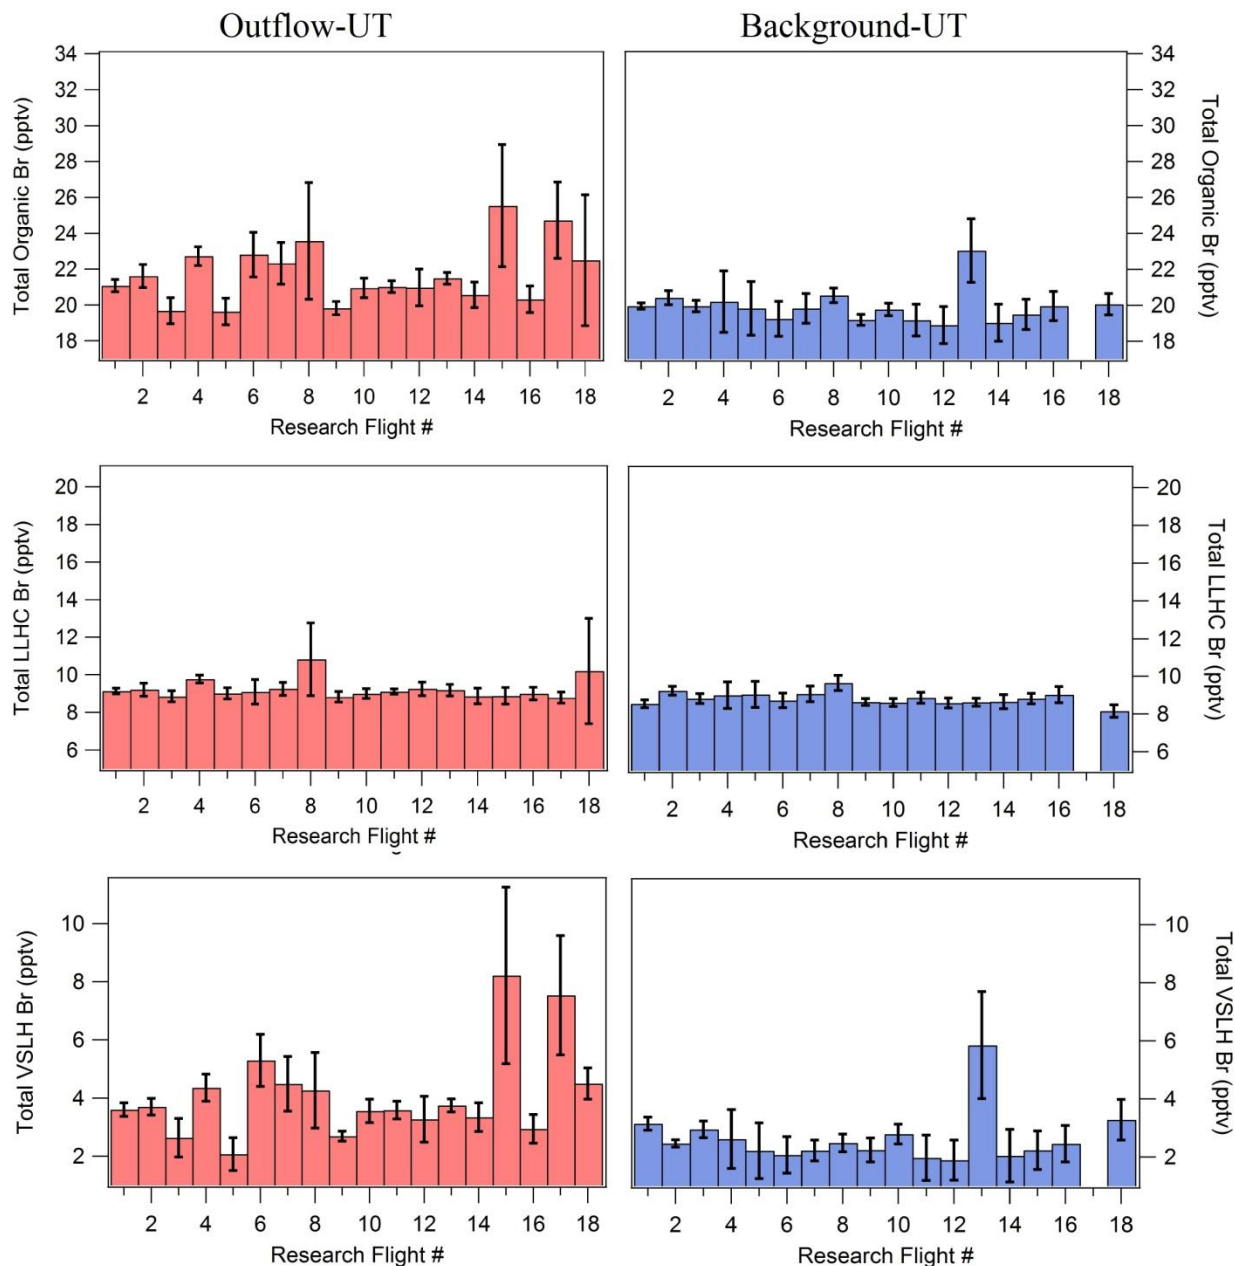 Outflow-UT
Background-UT
34
32
30
28
26
24
22
20
18
Total Organic Br (pptv)
2 4 6 8 10 12 14 16 18
Research Flight #
34
32
30
28
26
24
22
20
18
Total Organic Br (pptv)
2 4 6 8 10 12 14 16 18
Research Flight #
20
18
16
14
12
10
8
6
Total LLHC Br (pptv)
2 4 6 8 10 12 14 16 18
Research Flight #
20
18
16
14
12
10
8
6
Total LLHC Br (pptv)
2 4 6 8 10 12 14 16 18
Research Flight #
10
8
6
4
2
Total VSLH Br (pptv)
2 4 6 8 10 12 14 16 18
Research Flight #
10
8
6
4
2
Total VSLH Br (pptv)
2 4 6 8 10 12 14 16 18
Research Flight #